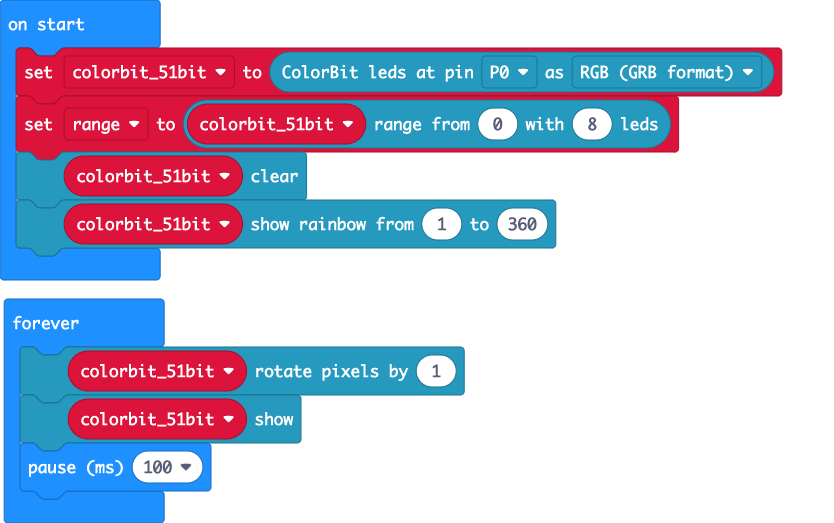 on start
set colorbit_51bit to ColorBit leds at pin P0 as RGB (GRB format)
set range to colorbit_51bit range from 0 with 8 leds
colorbit_51bit clear
colorbit_51bit show rainbow from 1 to 360
forever
colorbit_51bit rotate pixels by 1
colorbit_51bit show
pause (ms) 100